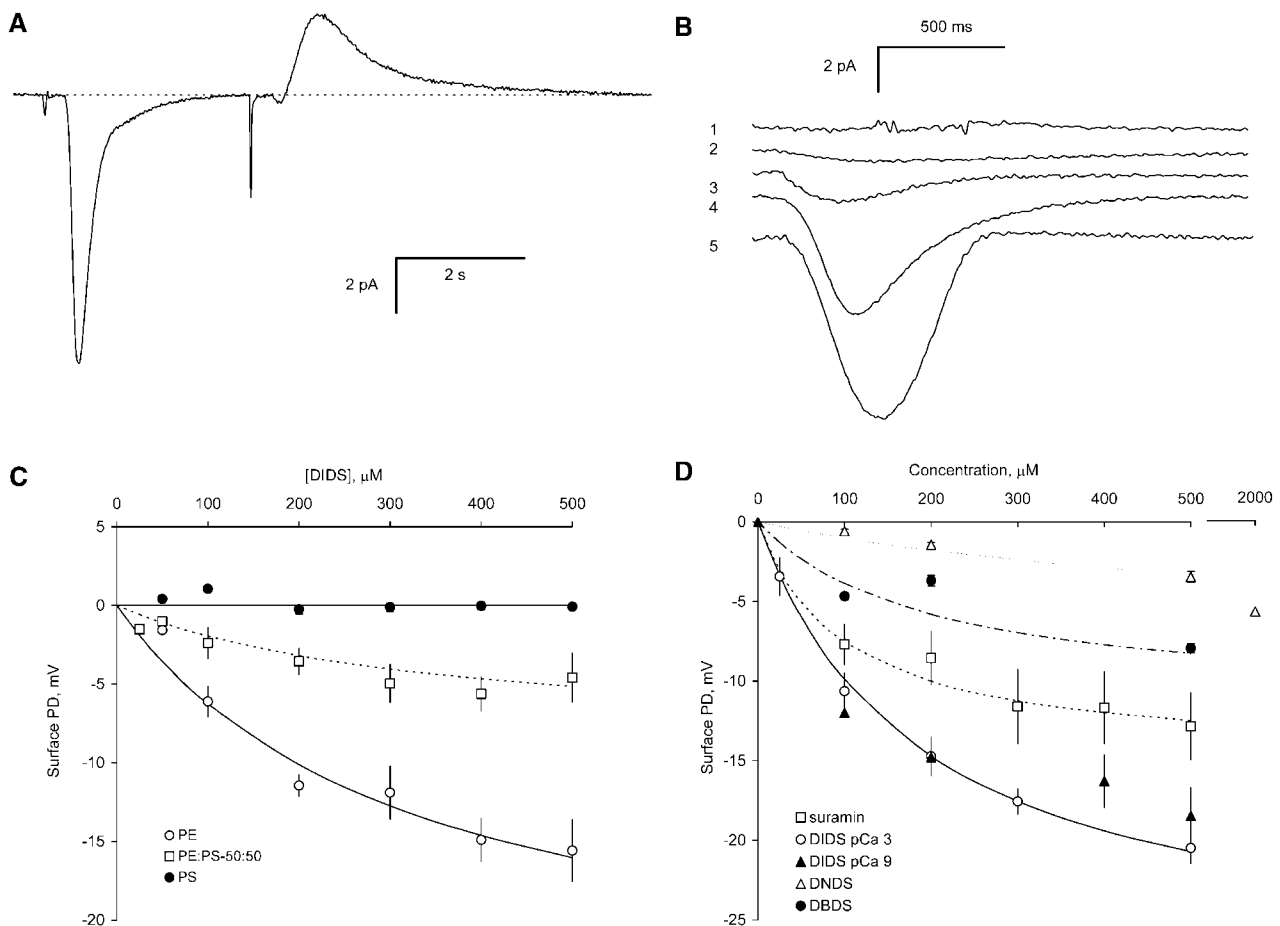 A
2 pA
2 s
B
500 ms
2 pA
1
2
3
4
5
C
[DIDS], µM
0 100 200 300 400 500
5
0
-5
-10
-15
-20
Surface PD, mV
PE
PE:PS-50:50
PS
D
Concentration, µM
0 100 200 300 400 500 2000
0
-5
-10
-15
-20
-25
Surface PD, mV
suramin
DIDS pCa 3
DIDS pCa 9
DNDS
DBDS